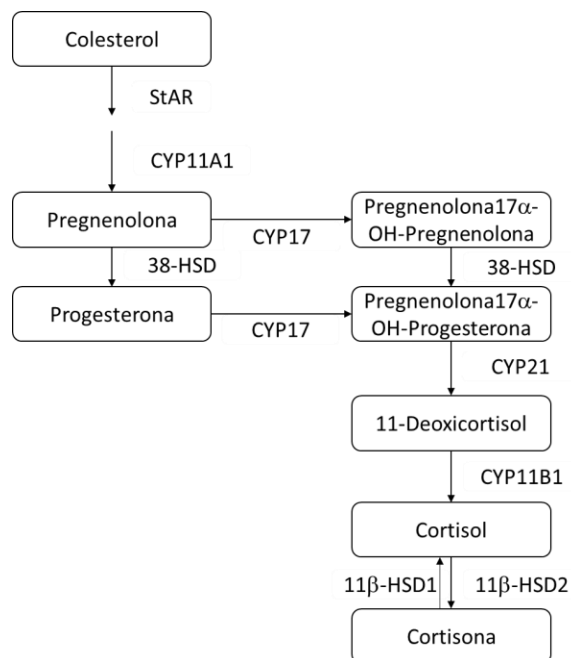 Colesterol
StAR
CYP11A1
Pregnenolona
CYP17
Pregnenolona17α-
OH-Pregnenolona
38-HSD
38-HSD
Progesterona
CYP17
Pregnenolona17α-
OH-Progesterona
CYP21
11-Deoxicortisol
CYP11B1
Cortisol
11β-HSD1
11β-HSD2
Cortisona